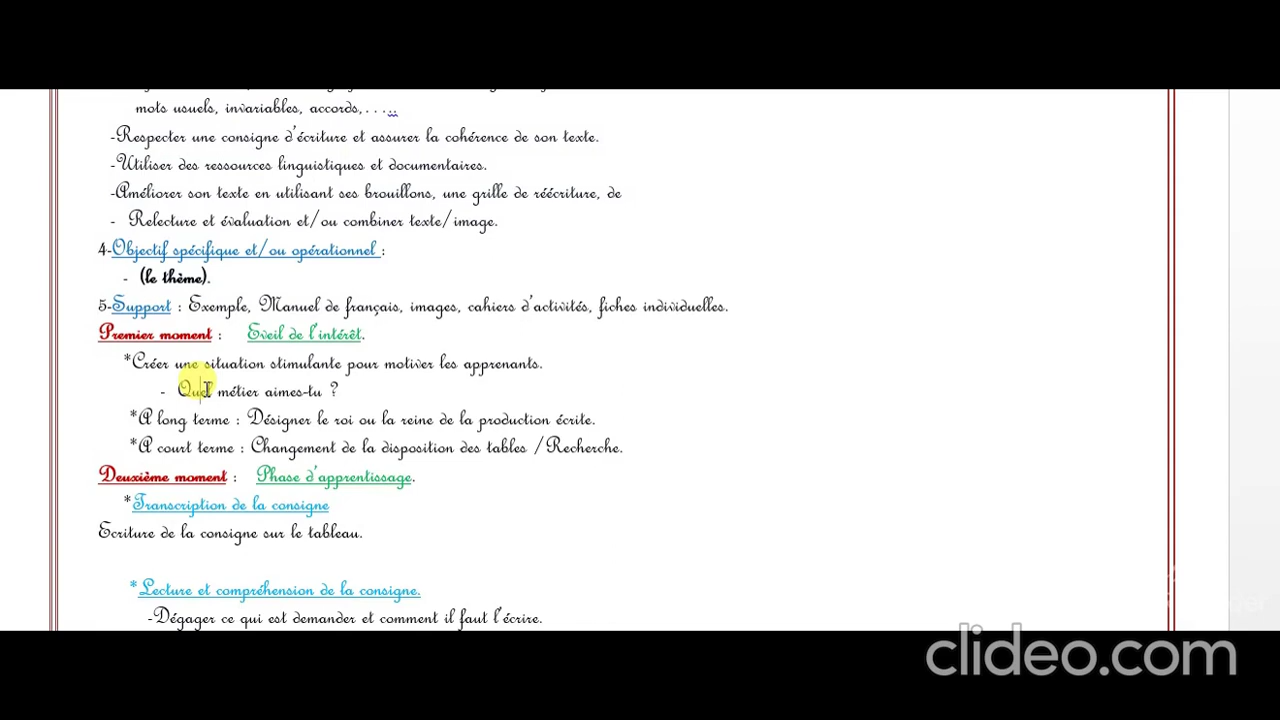 mots usuels, invariables, accords,.....
-Respecter une consigne d'écriture et assurer la cohérence de son texte.
-Utiliser des ressources linguistiques et documentaires.
-Améliorer son texte en utilisant ses brouillons, une grille de réécriture, de
- Relecture et évaluation et/ou combiner texte/image.
4-Objectif spécifique et/ou opérationnel :
- (le thème).
5-Support : Exemple, Manuel de français, images, cahiers d'activités, fiches individuelles.
Premier moment : Eveil de l'intérêt.
*Créer une situation stimulante pour motiver les apprenants.
- Quel métier aimes-tu ?
*A long terme : Désigner le roi ou la reine de la production écrite.
*A court terme : Changement de la disposition des tables /Recherche.
Deuxième moment : Phase d'apprentissage.
*Transcription de la consigne
Ecriture de la consigne sur le tableau.
*Lecture et compréhension de la consigne.
-Dégager ce qui est demander et comment il faut l'écrire.
clideo.com